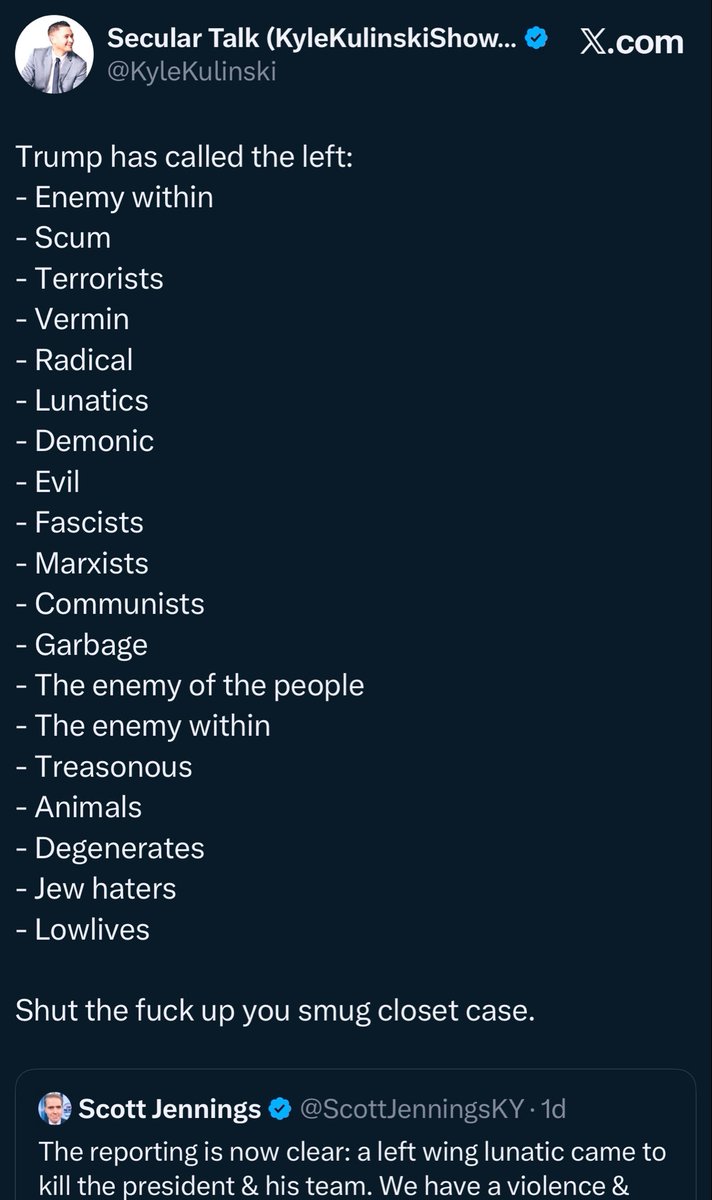 Secular Talk (KyleKulinskiShow... X.com
@KyleKulinski
Trump has called the left:
- Enemy within
- Scum
- Terrorists
- Vermin
- Radical
- Lunatics
- Demonic
- Evil
- Fascists
- Marxists
- Communists
- Garbage
- The enemy of the people
- The enemy within
- Treasonous
- Animals
- Degenerates
- Jew haters
- Lowlives
Shut the fuck up you smug closet case.
Scott Jennings @ScottJenningsKY · 1d
The reporting is now clear: a left wing lunatic came to
kill the president & his team. We have a violence &